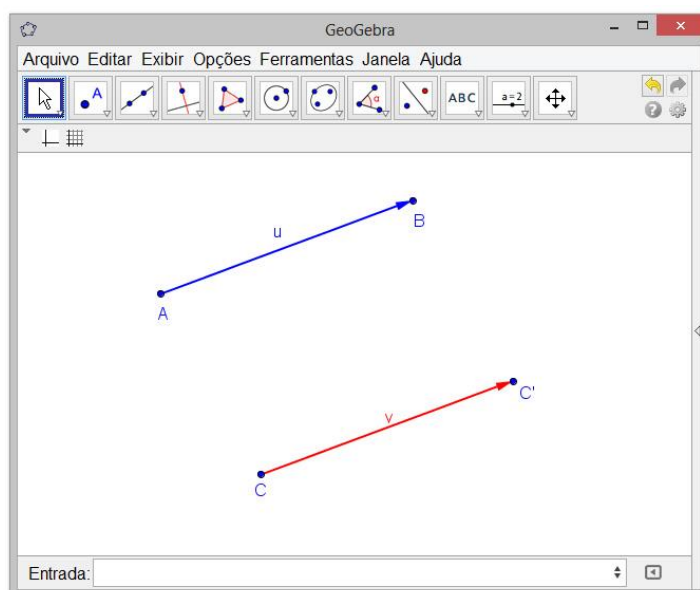 GeoGebra
Arquivo Editar Exibir Opções Ferramentas Janela Ajuda
A α ABC a=2
?
u
B
A
C'
v
C
Entrada: